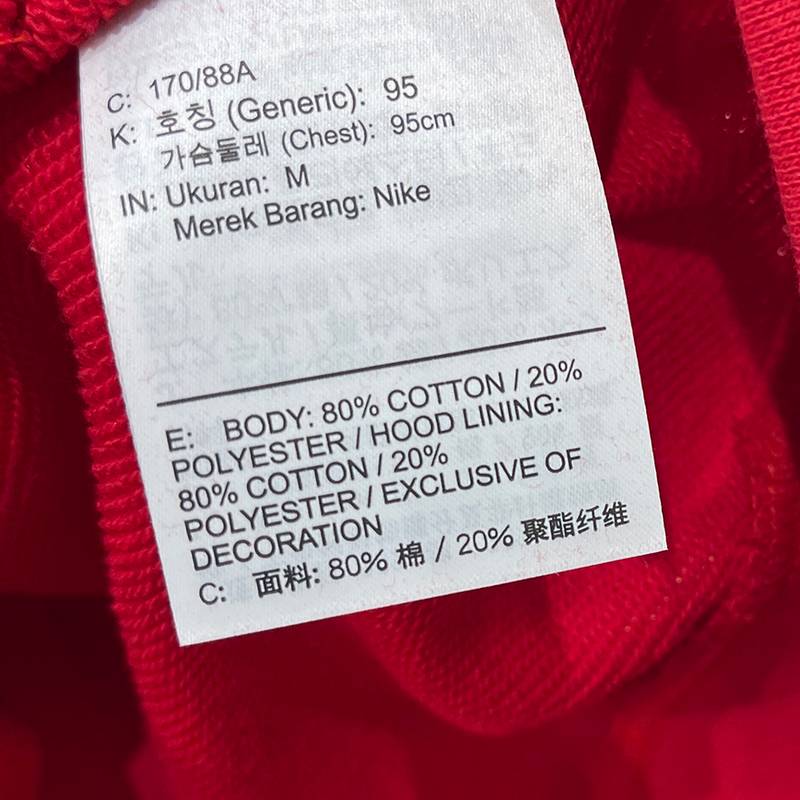 C: 170/88A
K: 호칭 (Generic): 95
가슴둘레 (Chest): 95cm
IN: Ukuran: M
Merek Barang: Nike
E: BODY: 80% COTTON / 20%
POLYESTER / HOOD LINING:
80% COTTON / 20%
POLYESTER / EXCLUSIVE OF
DECORATION
C: 面料: 80% 棉 / 20% 聚酯纤维